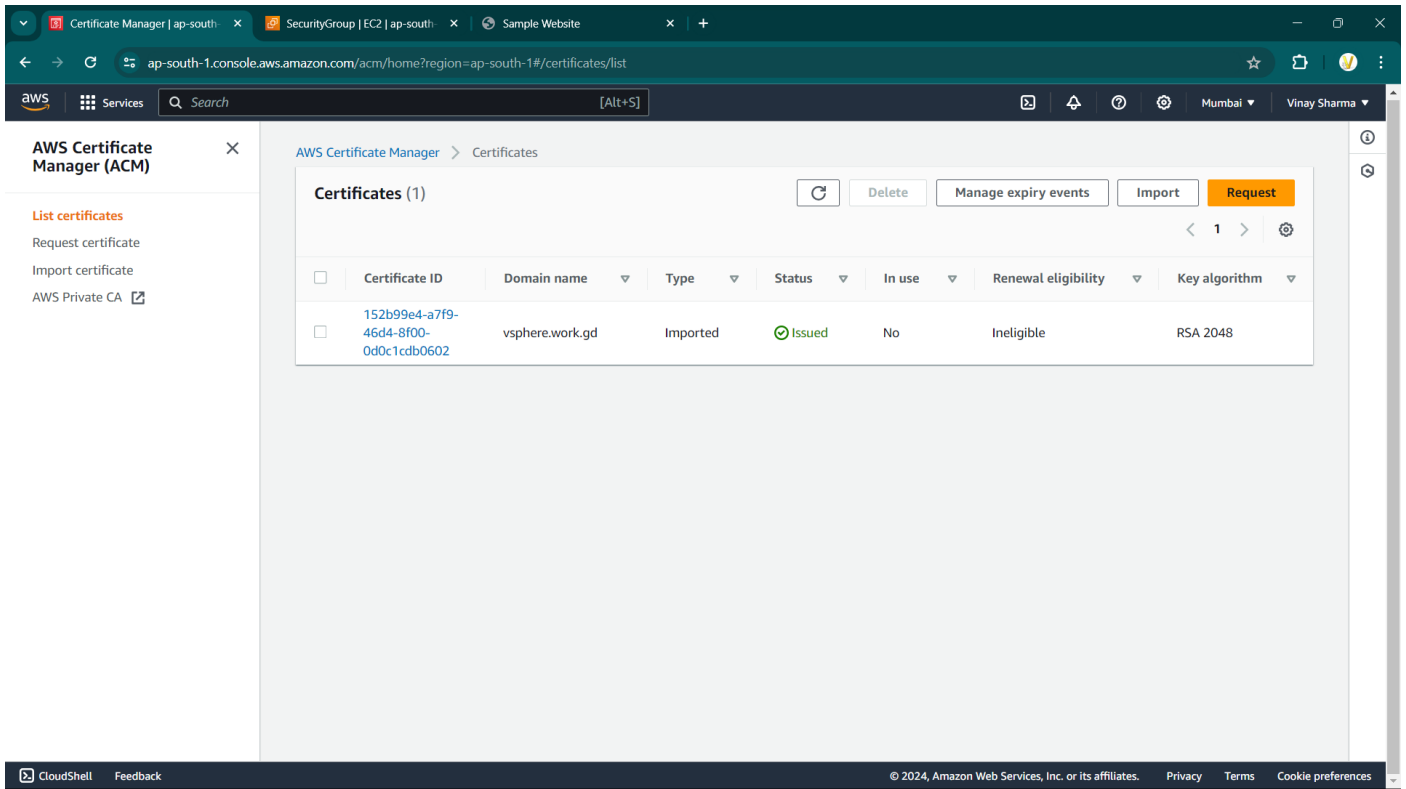 Certificate Manager | ap-south-
SecurityGroup | EC2 | ap-south-
Sample Website
ap-south-1.console.aws.amazon.com/acm/home?region=ap-south-1#/certificates/list
aws
Services
Search
[Alt+S]
Mumbai
Vinay Sharma
AWS Certificate
Manager (ACM)
List certificates
Request certificate
Import certificate
AWS Private CA
AWS Certificate Manager > Certificates
Certificates (1)
Delete
Manage expiry events
Import
Request
< 1 >
Certificate ID
Domain name
Type
Status
In use
Renewal eligibility
Key algorithm
152b99e4-a7f9-
46d4-8f00-
0d0c1cdb0602
vsphere.work.gd
Imported
Issued
No
Ineligible
RSA 2048
CloudShell
Feedback
© 2024, Amazon Web Services, Inc. or its affiliates.
Privacy
Terms
Cookie preferences